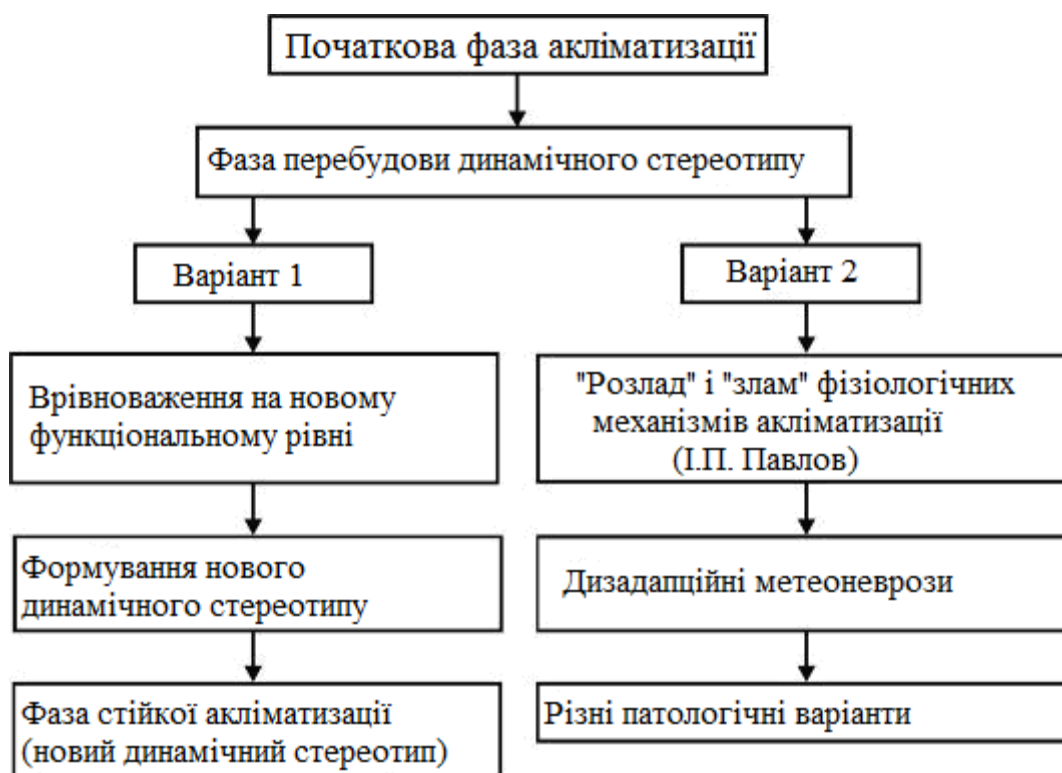 Початкова фаза акліматизації
Фаза перебудови динамічного стереотипу
Варіант 1
Варіант 2
Врівноваження на новому
функціональному рівні
"Розлад" і "злам" фізіологічних
механізмів акліматизації
(І.П. Павлов)
Формування нового
динамічного стереотипу
Дизадапційні метеоневрози
Фаза стійкої акліматизації
(новий динамічний стереотип)
Різні патологічні варіанти